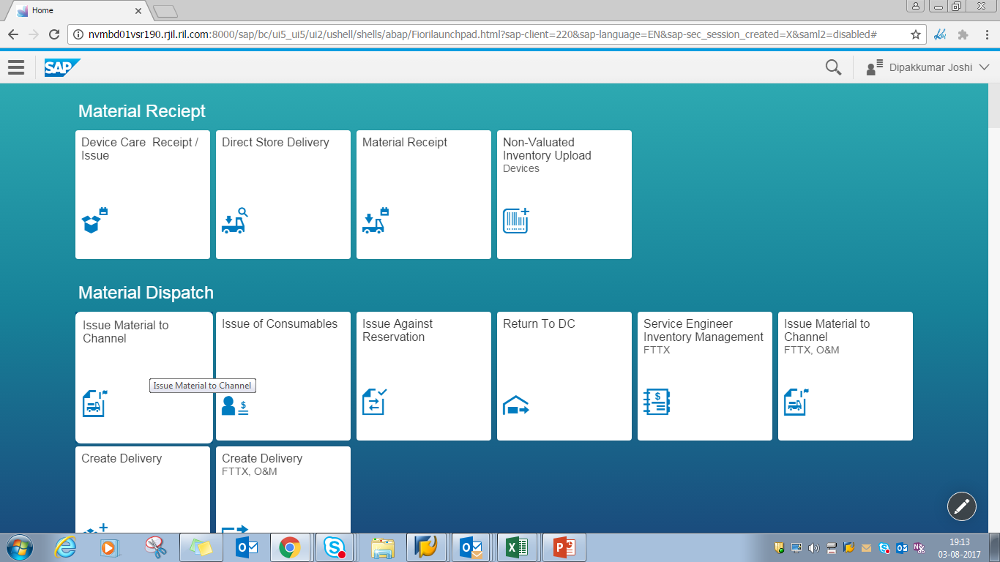 Home
nvmbd01vsr190.rjil.ril.com:8000/sap/bc/ui5_ui5/ui2/ushell/shells/abap/Fiorilaunchpad.html?sap-client=220&sap-language=EN&sap-sec_session_created=X&saml2=disabled#
SAP
Dipakkumar Joshi
Material Reciept
Device Care Receipt /
Issue
Direct Store Delivery
Material Receipt
Non-Valuated
Inventory Upload
Devices
Material Dispatch
Issue Material to
Channel
Issue of Consumables
Issue Against
Reservation
Return To DC
Service Engineer
Inventory Management
FTTX
Issue Material to
Channel
FTTX, O&M
Issue Material to Channel
Create Delivery
Create Delivery
FTTX, O&M
19:13
03-08-2017